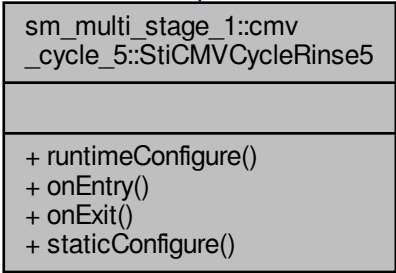 sm_multi_stage_1::cmv
_cycle_5::StiCMVCycleRinse5
+ runtimeConfigure()
+ onEntry()
+ onExit()
+ staticConfigure()